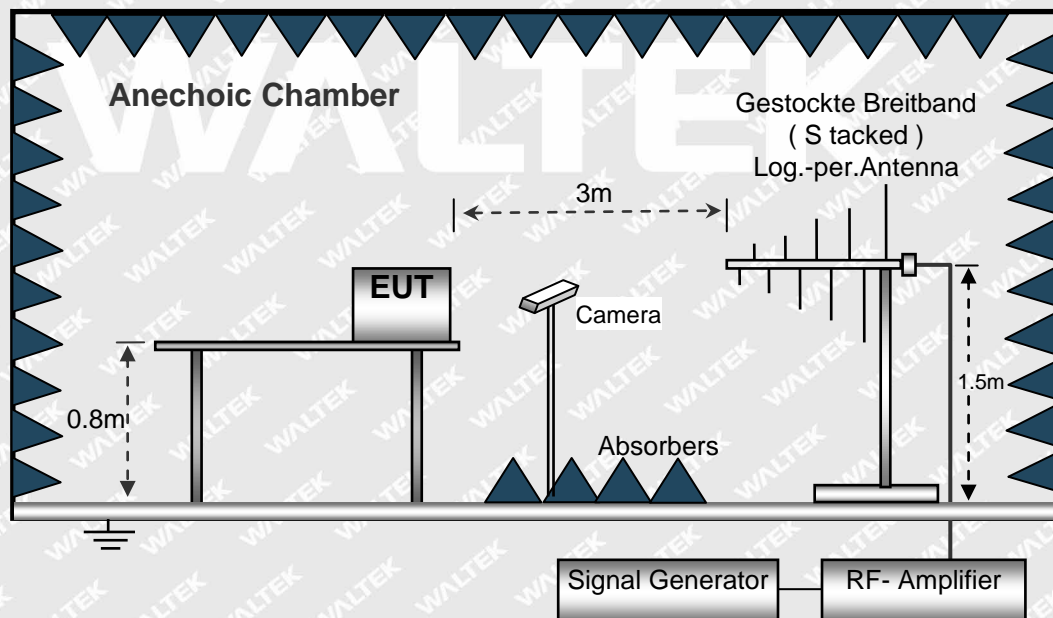 WALTEK
Anechoic Chamber
Gestockte Breitband
( S tacked )
Log.-per.Antenna
3m
EUT
Camera
1.5m
0.8m
Absorbers
Signal Generator
RF- Amplifier